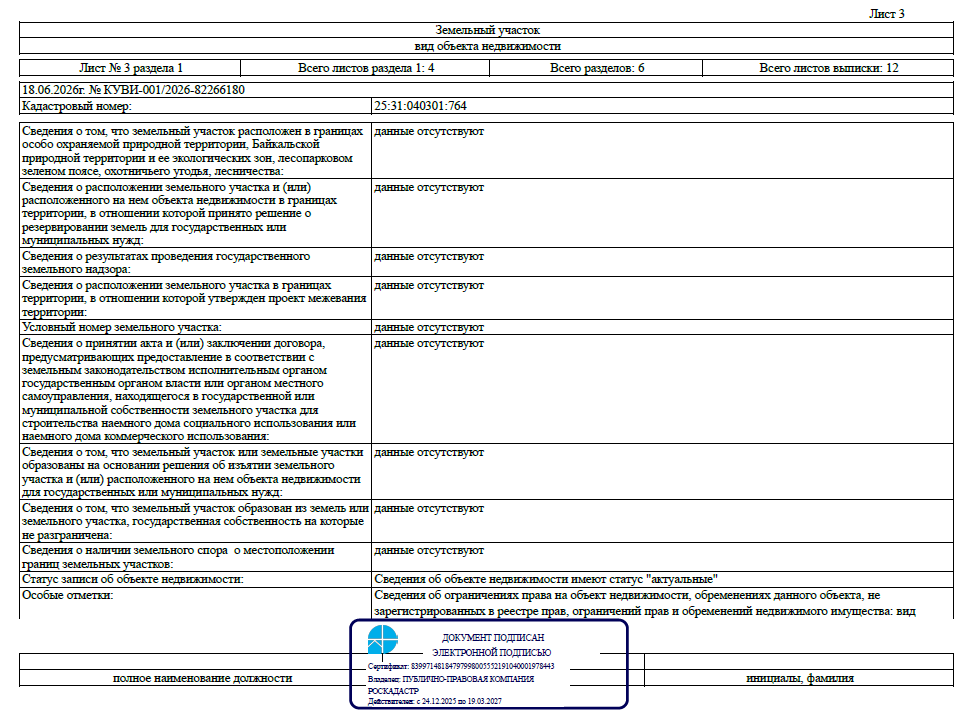 Лист 3
Земельный участок
вид объекта недвижимости
Лист № 3 раздела 1
Всего листов раздела 1: 4
Всего разделов: 6
Всего листов выписки: 12
18.06.2026г. № КУВИ-001/2026-82266180
Кадастровый номер:
25:31:040301:764
Сведения о том, что земельный участок расположен в границах
особо охраняемой природной территории, Байкальской
природной территории и ее экологических зон, лесопарковом
зеленом поясе, охотничьего угодья, лесничества:
данные отсутствуют
Сведения о расположении земельного участка и (или)
расположенного на нем объекта недвижимости в границах
территории, в отношении которой принято решение о
резервировании земель для государственных или
муниципальных нужд:
данные отсутствуют
Сведения о результатах проведения государственного
земельного надзора:
данные отсутствуют
Сведения о расположении земельного участка в границах
территории, в отношении которой утвержден проект межевания
территории:
данные отсутствуют
Условный номер земельного участка:
данные отсутствуют
Сведения о принятии акта и (или) заключении договора,
предусматривающих предоставление в соответствии с
земельным законодательством исполнительным органом
государственным органом власти или органом местного
самоуправления, находящегося в государственной или
муниципальной собственности земельного участка для
строительства наемного дома социального использования или
наемного дома коммерческого использования:
данные отсутствуют
Сведения о том, что земельный участок или земельные участки
образованы на основании решения об изъятии земельного
участка и (или) расположенного на нем объекта недвижимости
для государственных или муниципальных нужд:
данные отсутствуют
Сведения о том, что земельный участок образован из земель или
земельного участка, государственная собственность на которые
не разграничена:
данные отсутствуют
Сведения о наличии земельного спора о местоположении
границ земельных участков:
данные отсутствуют
Статус записи об объекте недвижимости:
Сведения об объекте недвижимости имеют статус "актуальные"
Особые отметки:
Сведения об ограничениях права на объект недвижимости, обременениях данного объекта, не
зарегистрированных в реестре прав, ограничений прав и обременений недвижимого имущества: вид
ДОКУМЕНТ ПОДПИСАН
ЭЛЕКТРОННОЙ ПОДПИСЬЮ
Сертификат: 83997148184797998005552191040001978443
Владелец: ПУБЛИЧНО-ПРАВОВАЯ КОМПАНИЯ
РОСКАДАСТР
Действителен: с 24.12.2025 по 19.03.2027
полное наименование должности
инициалы, фамилия